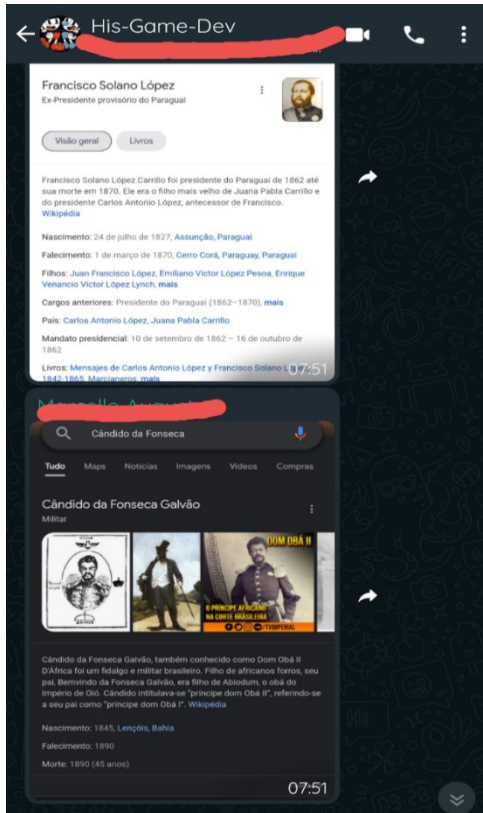 His-Game-Dev
Francisco Solano López
Ex-Presidente provisório do Paraguai
Visão geral
Livros
Francisco Solano López Carrillo foi presidente do Paraguai de 1862 até
sua morte em 1870. Ele era o filho mais velho de Juana Pabla Carrillo e
do presidente Carlos Antonio López, antecessor de Francisco.
Wikipédia
Nascimento: 24 de julho de 1827, Assunção, Paraguai
Falecimento: 1 de março de 1870, Cerro Corá, Paraguay, Paraguai
Filhos: Juan Francisco López, Emiliano Victor López Pesoa, Enrique
Venancio Víctor López Lynch, mais
Cargos anteriores: Presidente do Paraguai (1862–1870), mais
Pais: Carlos Antonio López, Juana Pabla Carrillo
Mandato presidencial: 10 de setembro de 1862 – 16 de outubro de
1862
Livros: Mensajes de Carlos Antonio López y Francisco Solano
1842-1865, Marcianeros, mais
07:51
Cândido da Fonseca
Tudo Maps Notícias Imagens Vídeos Compras
Cândido da Fonseca Galvão
Militar
DOM OBÁ II
O PRÍNCIPE AFRICANO
NA CORTE BRASILEIRA
/TVIMPERIAL
Cândido da Fonseca Galvão, também conhecido como Dom Obá II
D'África foi um fidalgo e militar brasileiro. Filho de africanos forros, seu
pai, Bemvindo da Fonseca Galvão, era filho de Abiodum, o obá do
Império de Oió. Cândido intitulava-se "príncipe dom Obá II", referindo-se
a seu pai como "príncipe dom Obá I". Wikipédia
Nascimento: 1845, Lençóis, Bahia
Falecimento: 1890
Morte: 1890 (45 anos)
07:51